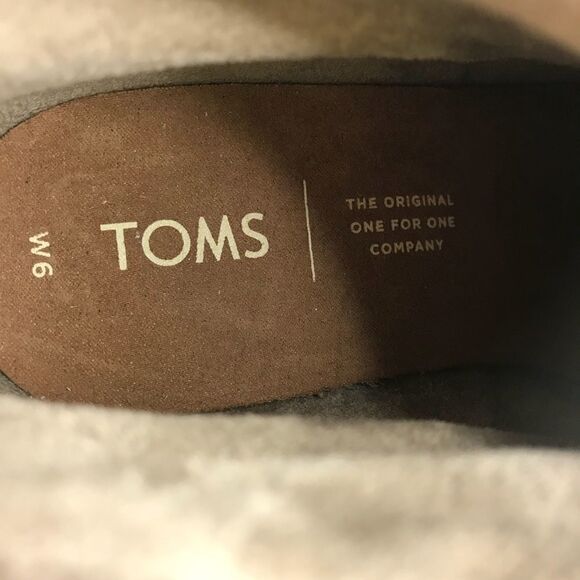 W6
TOMS
THE ORIGINAL
ONE FOR ONE
COMPANY